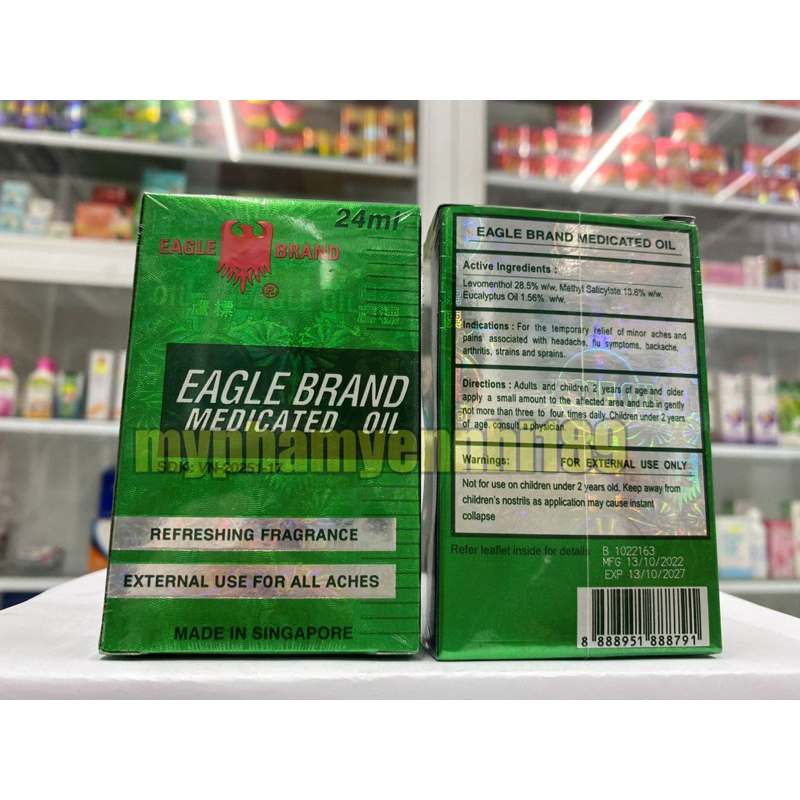 24ml
EAGLE BRAND
®
鷹標
EAGLE BRAND
MEDICATED OIL
myphamyennhi189
SDK: VN-20251-17
REFRESHING FRAGRANCE
EXTERNAL USE FOR ALL ACHES
MADE IN SINGAPORE
EAGLE BRAND MEDICATED OIL
Active Ingredients :
Levomenthol 28.5% w/w, Methyl Salicylate 18.6% w/w,
Eucalyptus Oil 1.56% w/w.
Indications : For the temporary relief of minor aches and
pains associated with headache, flu symptoms, backache,
arthritis, strains and sprains.
Directions : Adults and children 2 years of age and older
apply a small amount to the affected area and rub in gently
not more than three to four times daily. Children under 2 years
of age, consult a physician.
Warnings: FOR EXTERNAL USE ONLY
Not for use on children under 2 years old. Keep away from
children's nostrils as application may cause instant
collapse
Refer leaflet inside for details
B 1022163
MFG 13/10/2022
EXP 13/10/2027
8 888951 888791